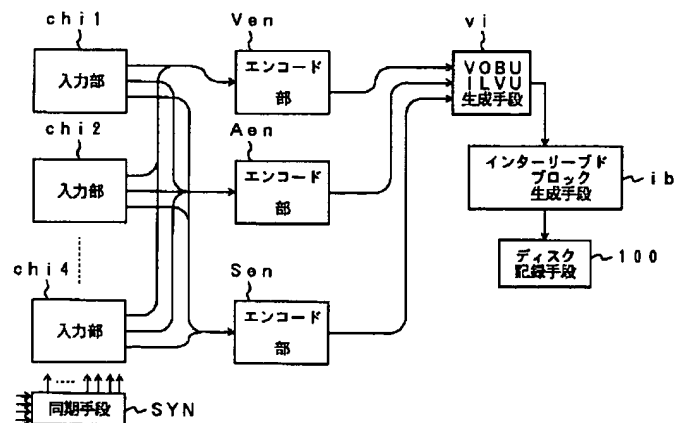 chi1
Ven
vi
入力部
エンコード
部
VOBU
ILVU
生成手段
chi2
Aen
入力部
エンコード
部
インターリーブド
ブロック
生成手段
ib
chi4
Sen
ディスク
記録手段
100
入力部
エンコード
部
同期手段
SYN